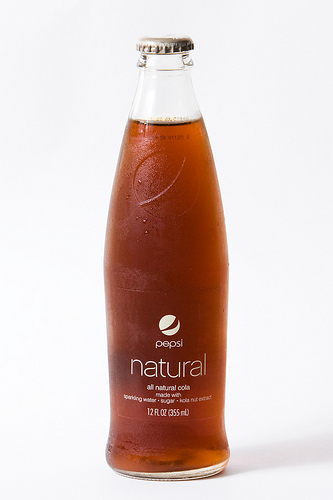 pepsi
natural
all natural cola
made with
sparkling water • sugar • kola nut extract
12 FL OZ (355 mL)